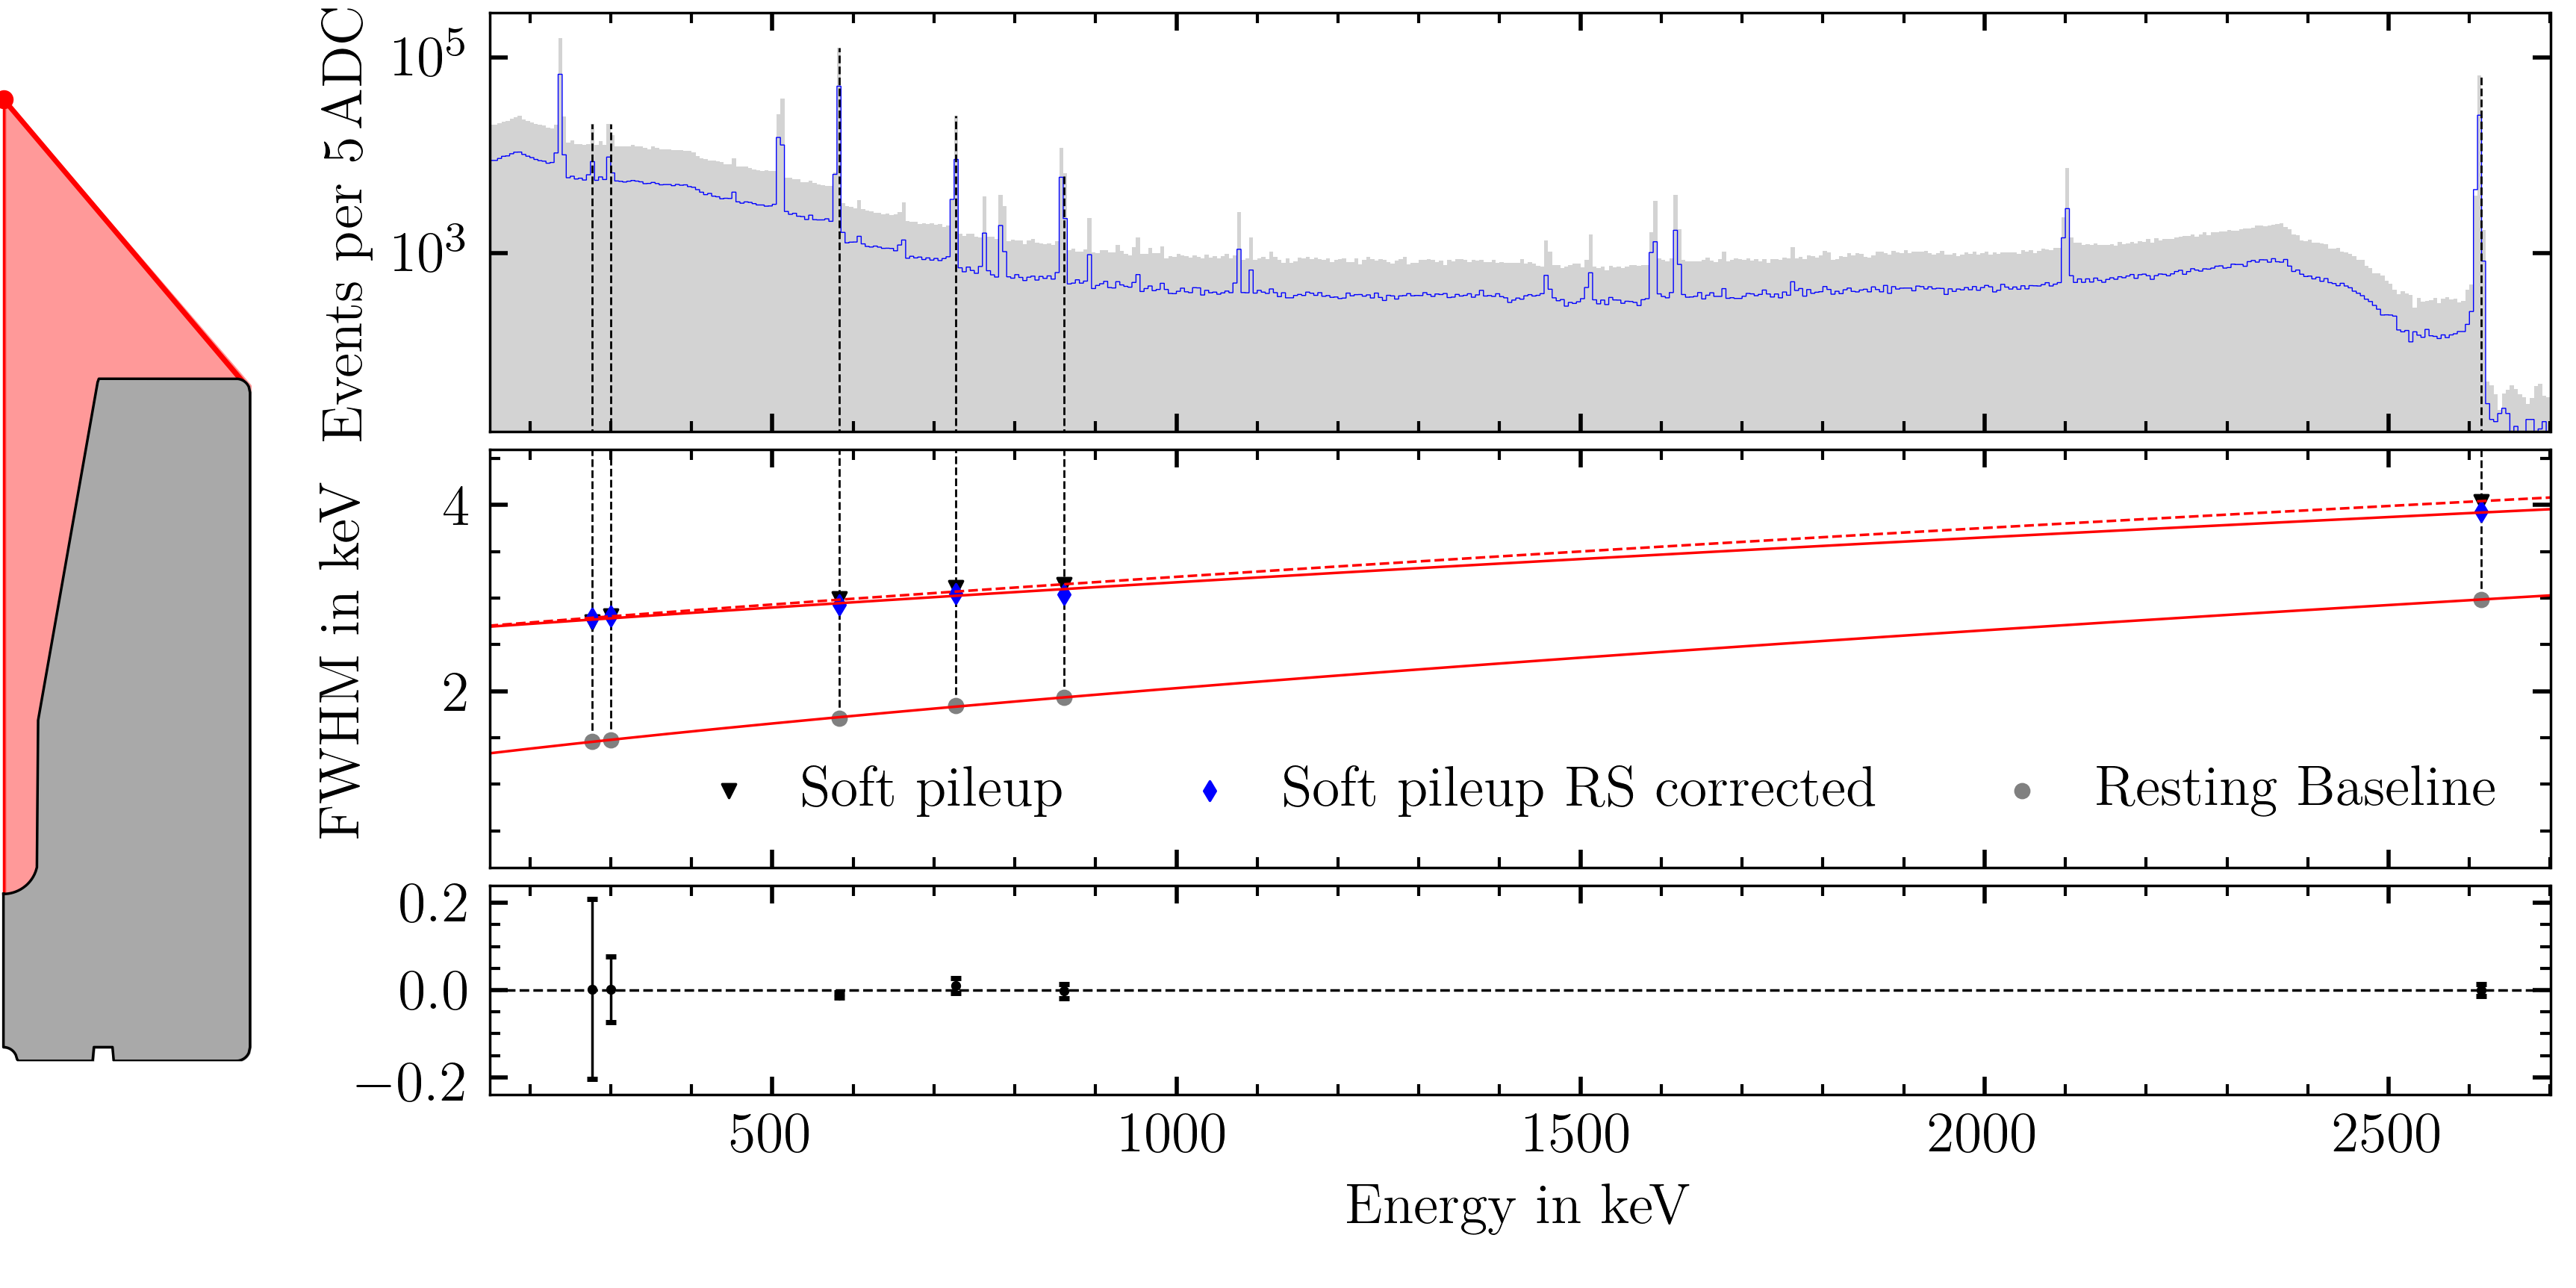 Events per 5 ADC
10^5
10^3
FWHM in keV
4
2
Soft pileup
Soft pileup RS corrected
Resting Baseline
0.2
0.0
−0.2
500 1000 1500 2000 2500
Energy in keV